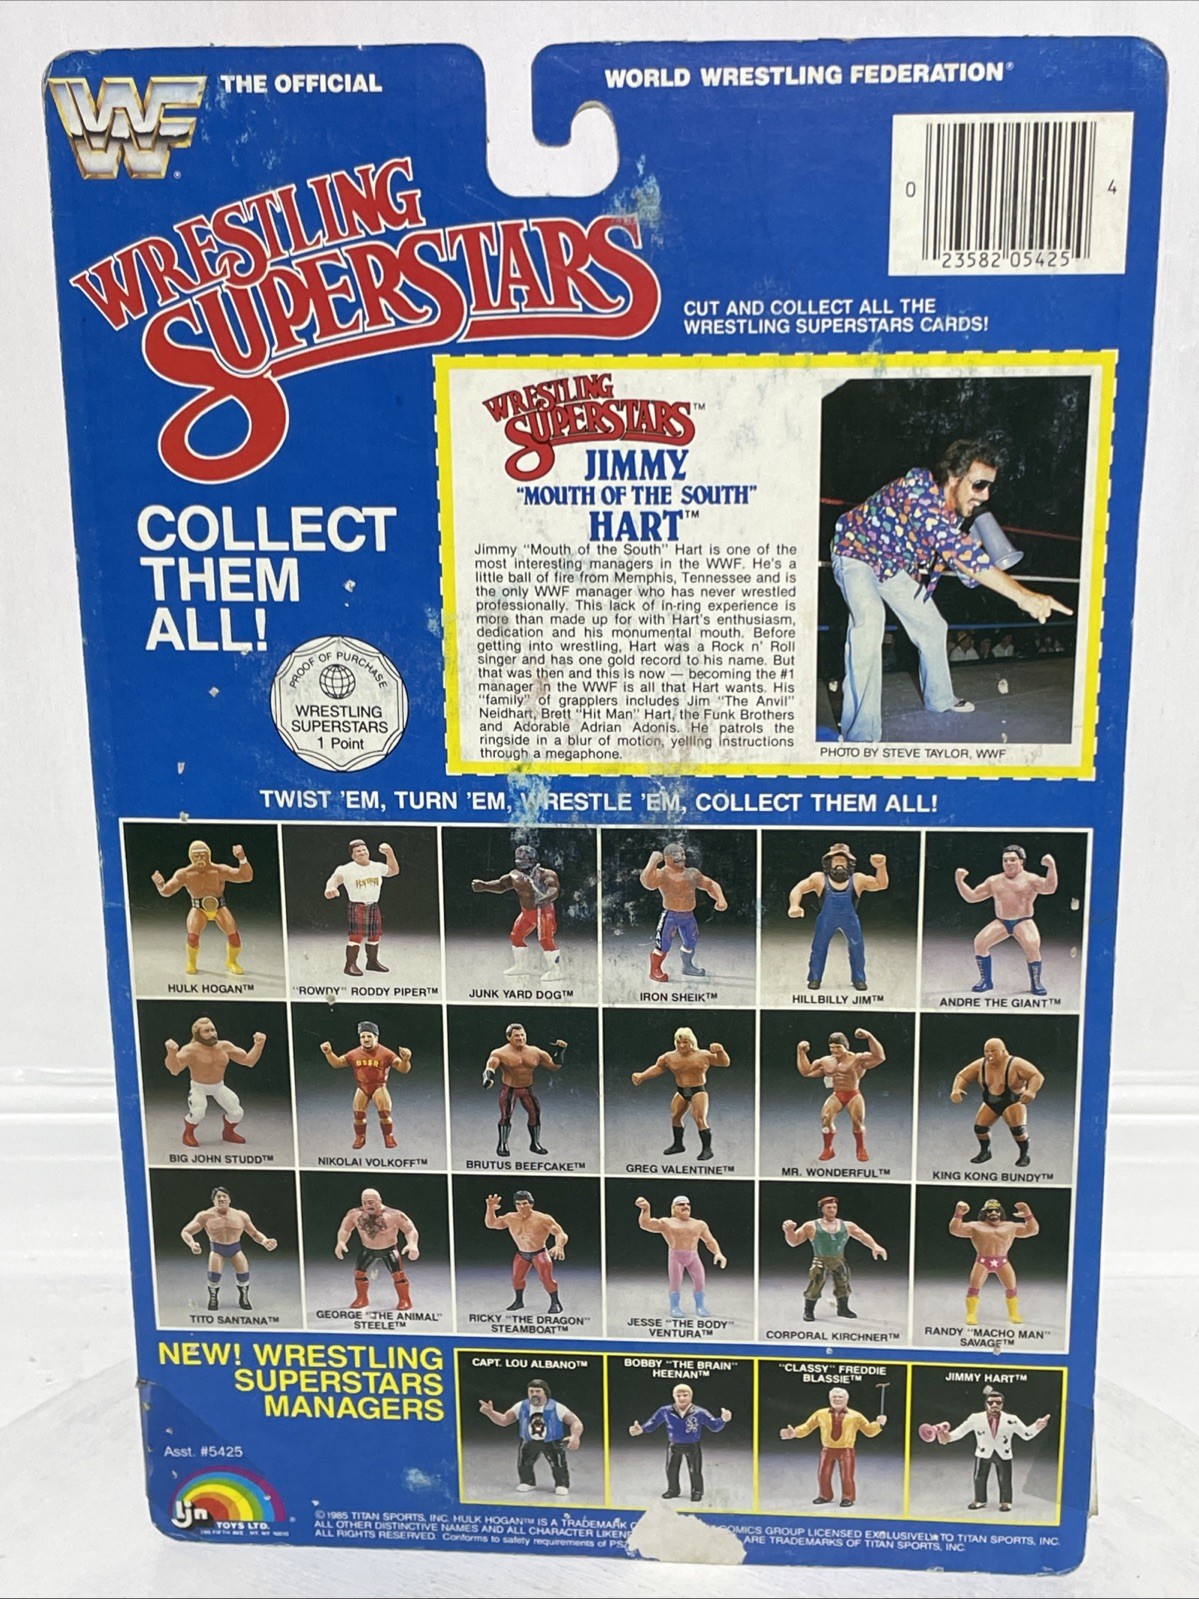 WF
THE OFFICIAL
WORLD WRESTLING FEDERATION®
WRESTLING
SUPERSTARS
0 23582 05425 4
CUT AND COLLECT ALL THE
WRESTLING SUPERSTARS CARDS!
COLLECT
THEM
ALL!
PROOF OF PURCHASE
WRESTLING
SUPERSTARS
1 Point
WRESTLING
SUPERSTARS™
JIMMY
"MOUTH OF THE SOUTH"
HART™
Jimmy "Mouth of the South" Hart is one of the
most interesting managers in the WWF. He's a
little ball of fire from Memphis, Tennessee and is
the only WWF manager who has never wrestled
professionally. This lack of in-ring experience is
more than made up for with Hart's enthusiasm,
dedication and his monumental mouth. Before
getting into wrestling, Hart was a Rock n' Roll
singer and has one gold record to his name. But
that was then and this is now — becoming the #1
manager in the WWF is all that Hart wants. His
"family" of grapplers includes Jim "The Anvil"
Neidhart, Brett "Hit Man" Hart, the Funk Brothers
and Adorable Adrian Adonis. He patrols the
ringside in a blur of motion, yelling instructions
through a megaphone.
PHOTO BY STEVE TAYLOR, WWF
TWIST 'EM, TURN 'EM, WRESTLE 'EM, COLLECT THEM ALL!
HULK HOGAN™
"ROWDY" RODDY PIPER™
JUNK YARD DOG™
IRON SHEIK™
HILLBILLY JIM™
ANDRE THE GIANT™
BIG JOHN STUDD™
USSR
NIKOLAI VOLKOFF™
BRUTUS BEEFCAKE™
GREG VALENTINE™
MR. WONDERFUL™
KING KONG BUNDY™
TITO SANTANA™
GEORGE "THE ANIMAL"
STEELE™
RICKY "THE DRAGON"
STEAMBOAT™
JESSE "THE BODY"
VENTURA™
CORPORAL KIRCHNER™
RANDY "MACHO MAN"
SAVAGE™
NEW! WRESTLING
SUPERSTARS
MANAGERS
CAPT. LOU ALBANO™
BOBBY "THE BRAIN"
HEENAN™
"CLASSY" FREDDIE
BLASSIE™
JIMMY HART™
Asst. #5425
ljn
TOYS LTD.
©1985 TITAN SPORTS, INC. HULK HOGAN™ IS A TRADEMARK COMICS GROUP LICENSED EXCLUSIVELY TO TITAN SPORTS, INC.
ALL OTHER DISTINCTIVE NAMES AND ALL CHARACTER ARE TRADEMARKS OF TITAN SPORTS, INC.
ALL RIGHTS RESERVED. Conforms to safety requirements of